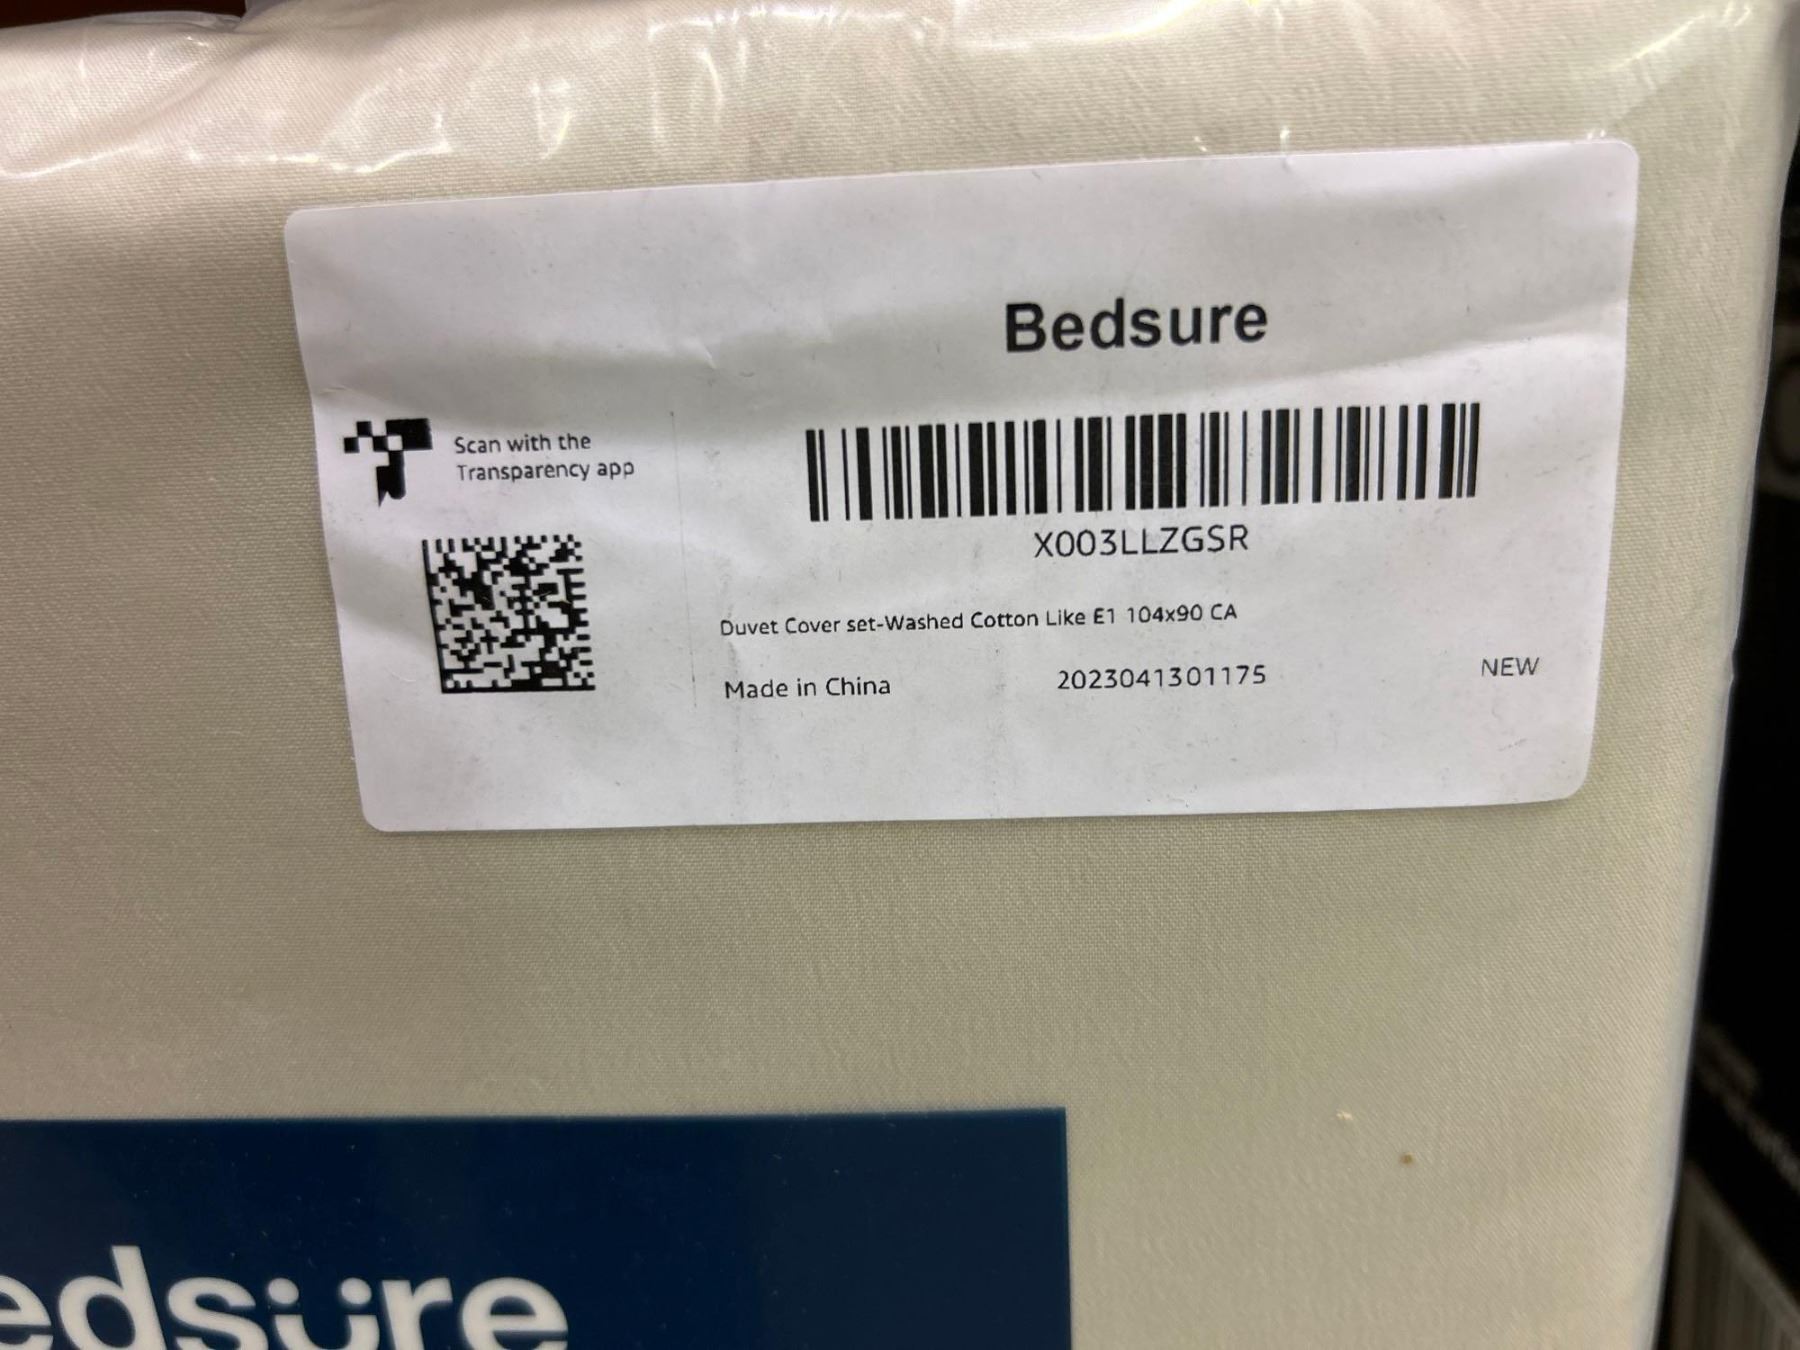 Bedsure
Scan with the
Transparency app
X003LLZGSR
Duvet Cover set-Washed Cotton Like E1 104x90 CA
Made in China 2023041301175 NEW
edsure